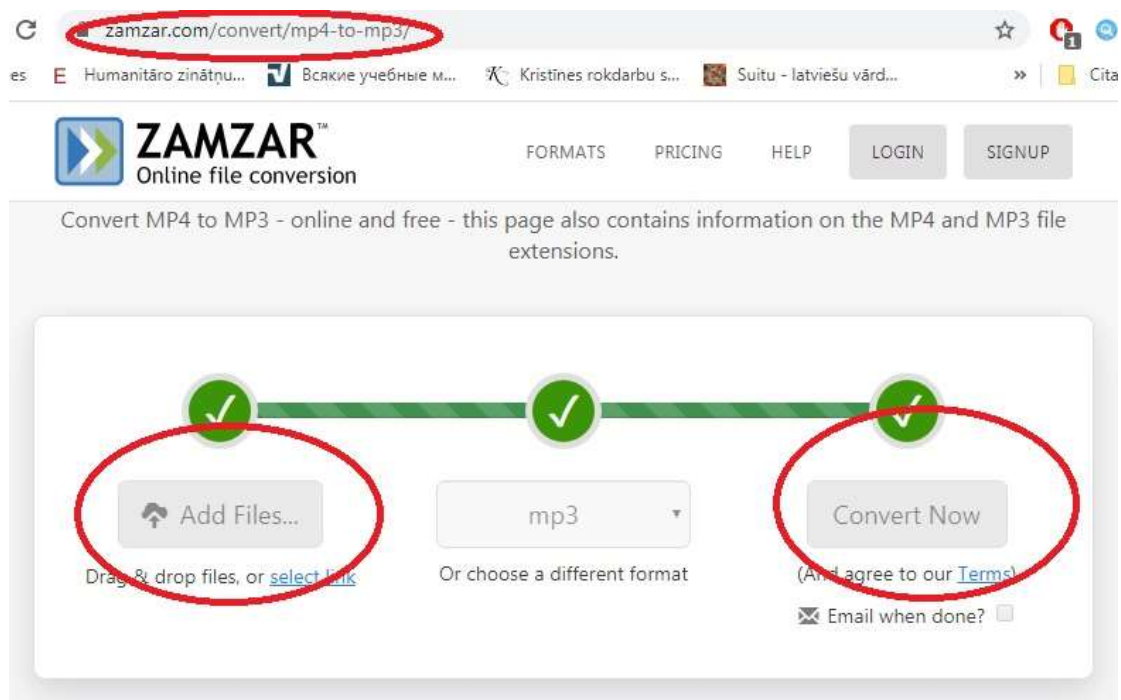 zamzar.com/convert/mp4-to-mp3/
1
es E Humanitāro zinātņu... Всякие учебные м... Kristīnes rokdarbu s... Suitu - latviešu vārd... » Cita
ZAMZAR™
Online file conversion
FORMATS PRICING HELP LOGIN SIGNUP
Convert MP4 to MP3 - online and free - this page also contains information on the MP4 and MP3 file
extensions.
Add Files... mp3 Convert Now
Drag & drop files, or select link Or choose a different format (And agree to our Terms)
Email when done?